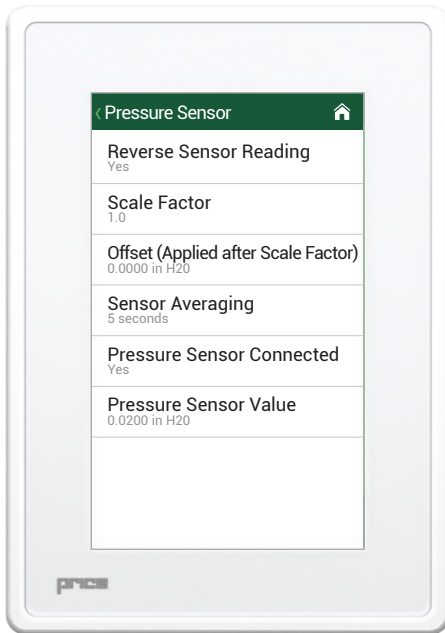 ‹ Pressure Sensor
Reverse Sensor Reading
Yes
Scale Factor
1.0
Offset (Applied after Scale Factor)
0.0000 in H20
Sensor Averaging
5 seconds
Pressure Sensor Connected
Yes
Pressure Sensor Value
0.0200 in H20
price